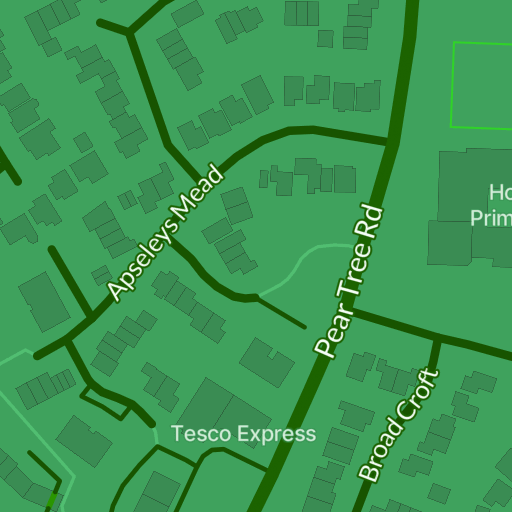 Ho
Prim
Apseleys Mead
Pear Tree Rd
Broad Croft
Tesco Express